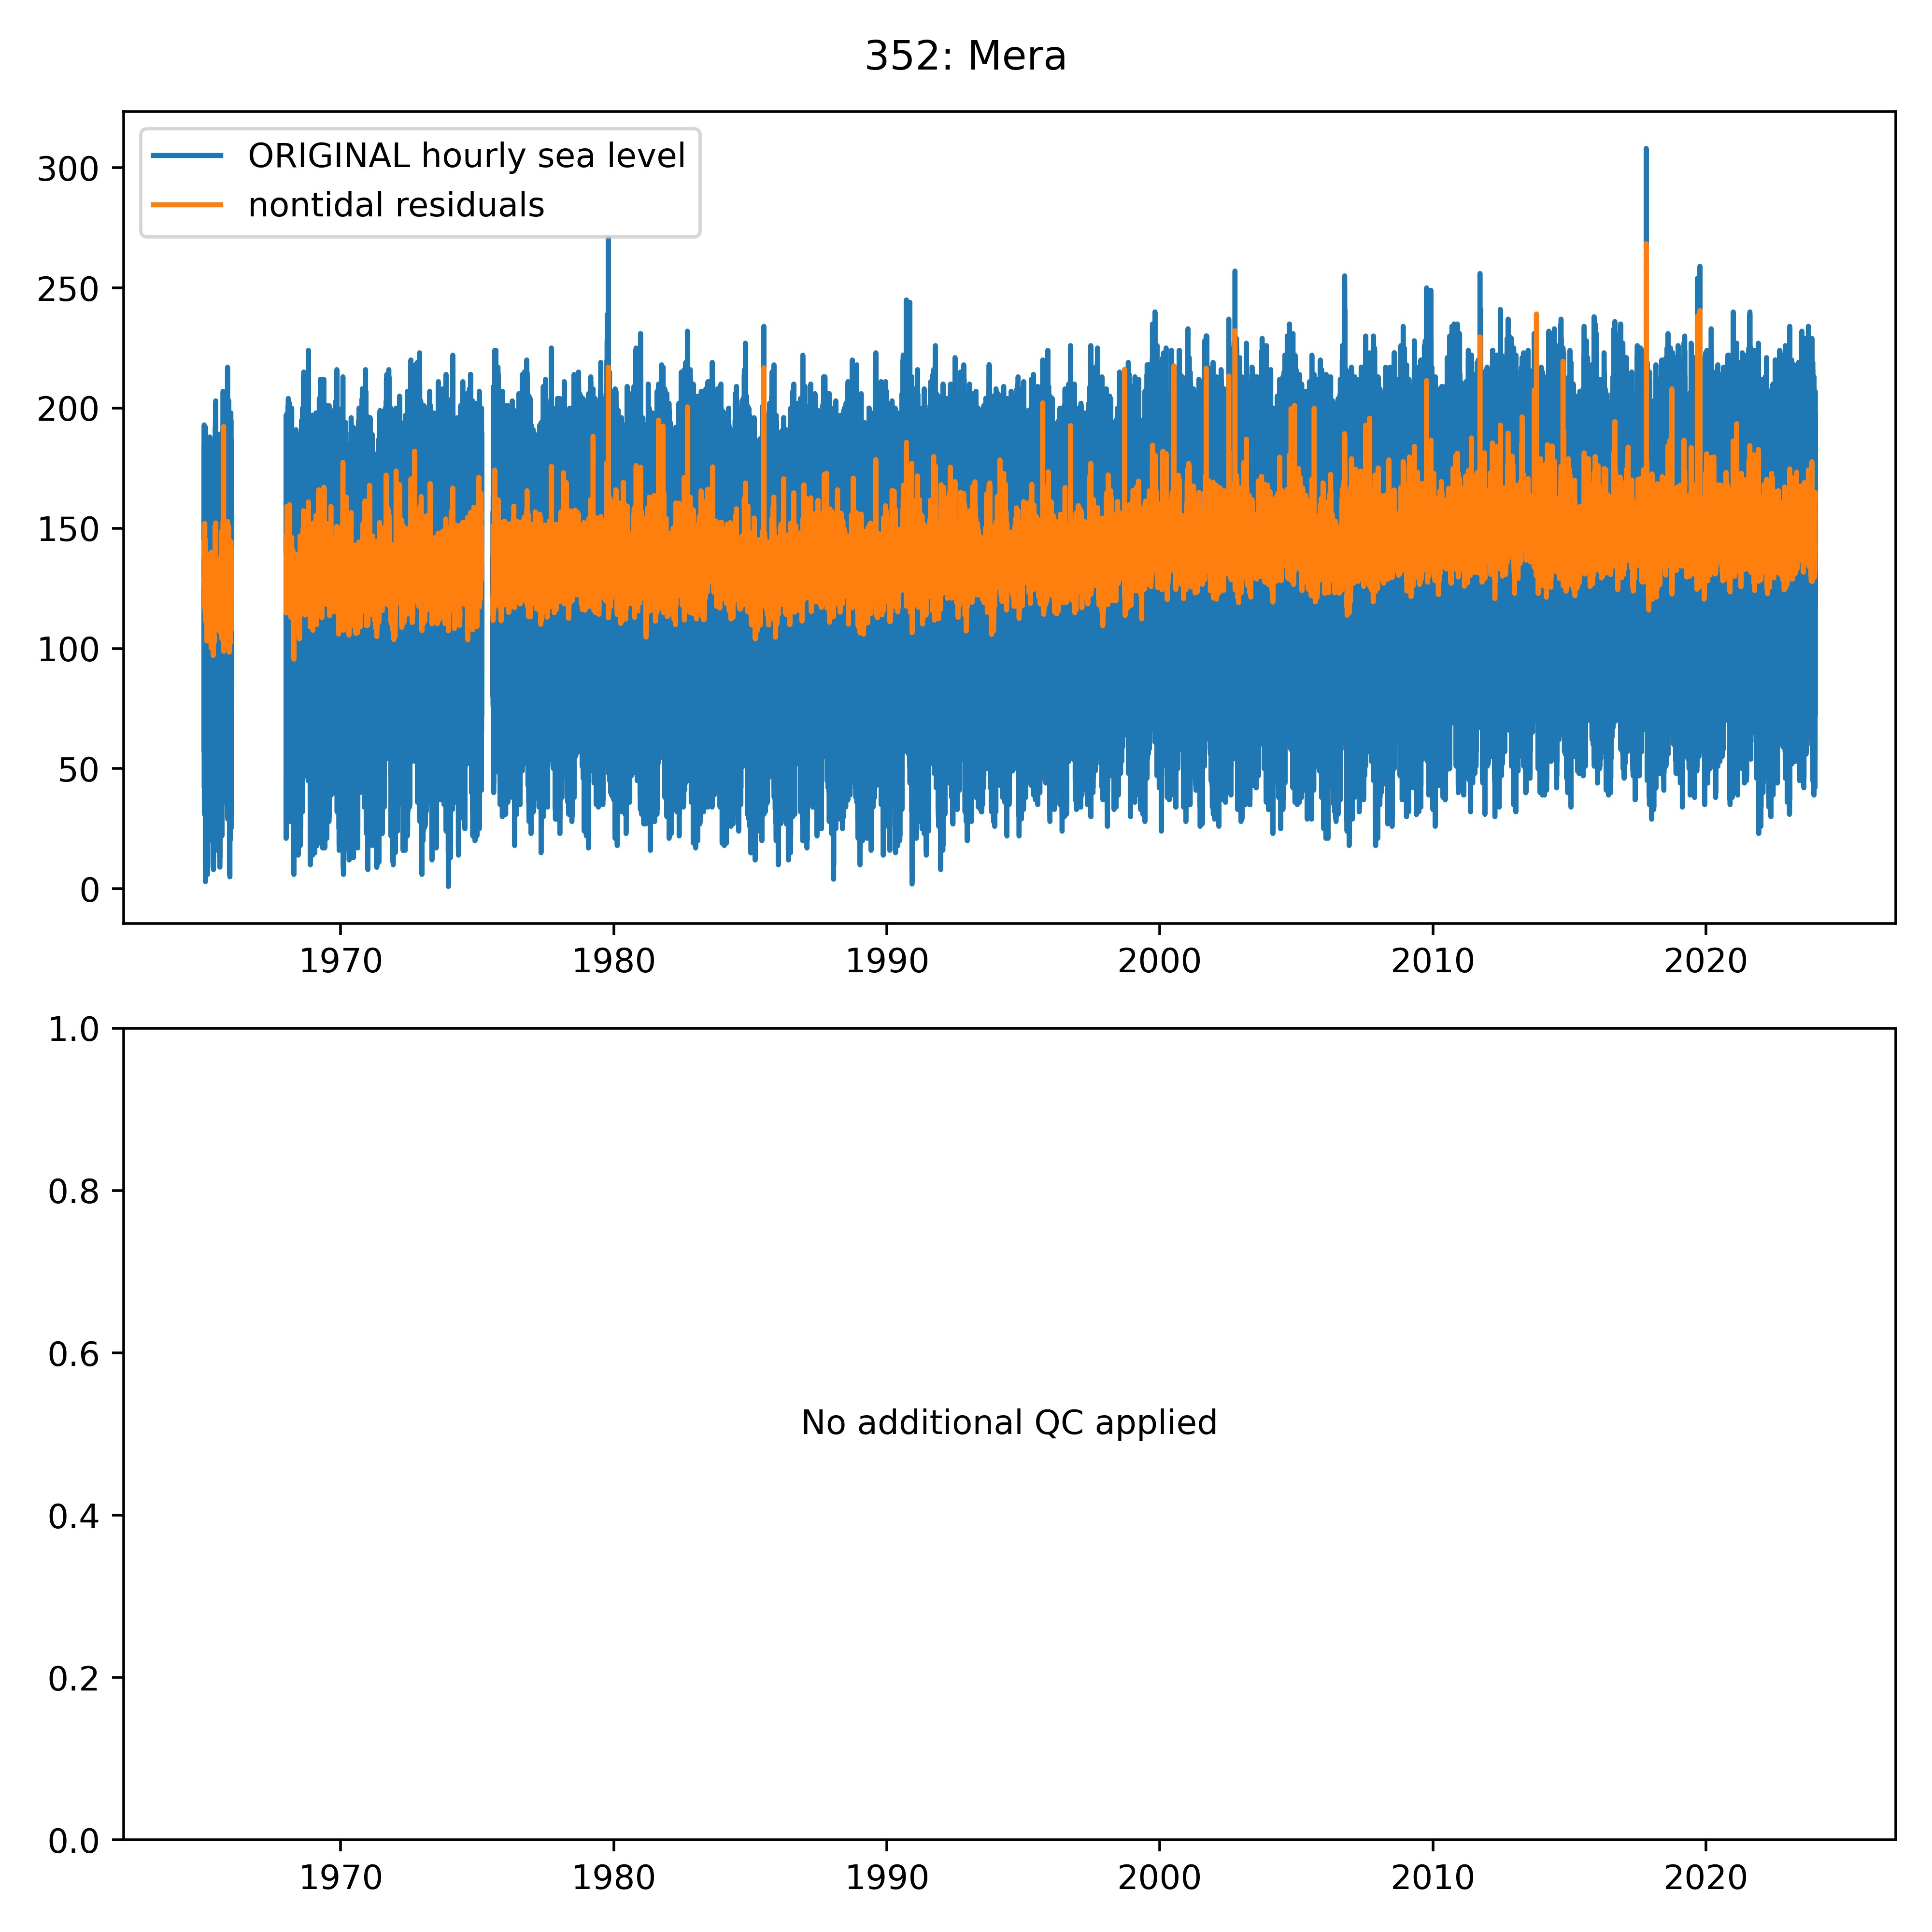 352: Mera
ORIGINAL hourly sea level
nontidal residuals
300
250
200
150
100
50
0
1970 1980 1990 2000 2010 2020
1.0
0.8
0.6
No additional QC applied
0.4
0.2
0.0
1970 1980 1990 2000 2010 2020